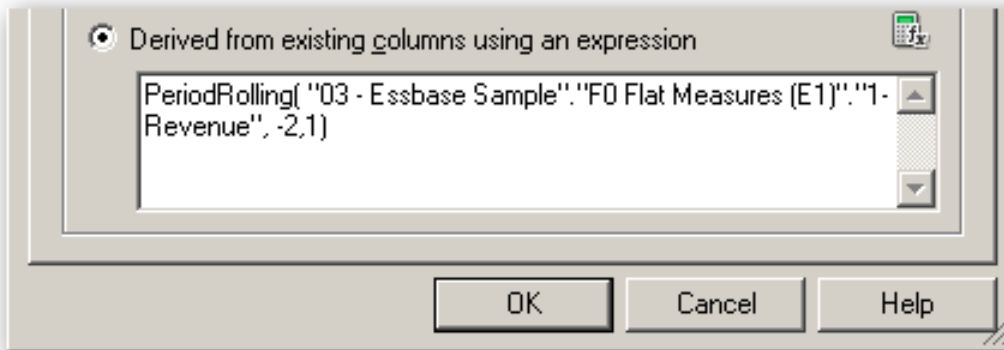 Derived from existing columns using an expression
fx
PeriodRolling( "03 - Essbase Sample"."F0 Flat Measures (E1)"."1-
Revenue", -2,1)
OK Cancel Help